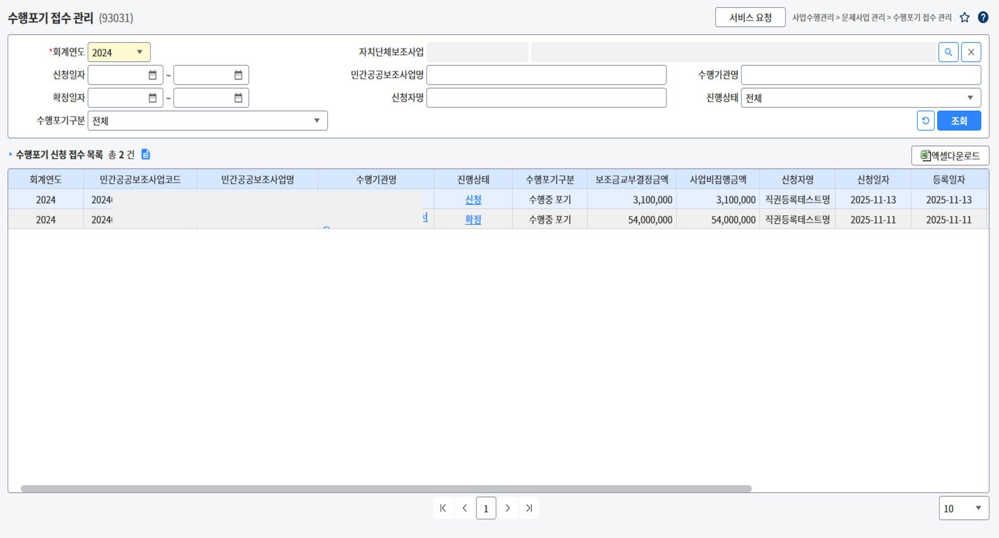 수행포기 접수 관리 (93031)
서비스 요청 사업수행관리 > 문제사업 관리 > 수행포기 접수 관리
*회계연도 2024 자치단체보조사업
신청일자 ~ 민간공공보조사업명 수행기관명
확정일자 ~ 신청자명 진행상태 전체
수행포기구분 전체 조회
수행포기 신청 접수 목록 총 2 건 엑셀다운로드
회계연도 민간공공보조사업코드 민간공공보조사업명 수행기관명 진행상태 수행포기구분 보조금교부결정금액 사업비집행금액 신청자명 신청일자 등록일자
2024 2024 신청 수행중 포기 3,100,000 3,100,000 직권등록테스트명 2025-11-13 2025-11-13
2024 2024 확정 수행중 포기 54,000,000 54,000,000 직권등록테스트명 2025-11-11 2025-11-11
1 10